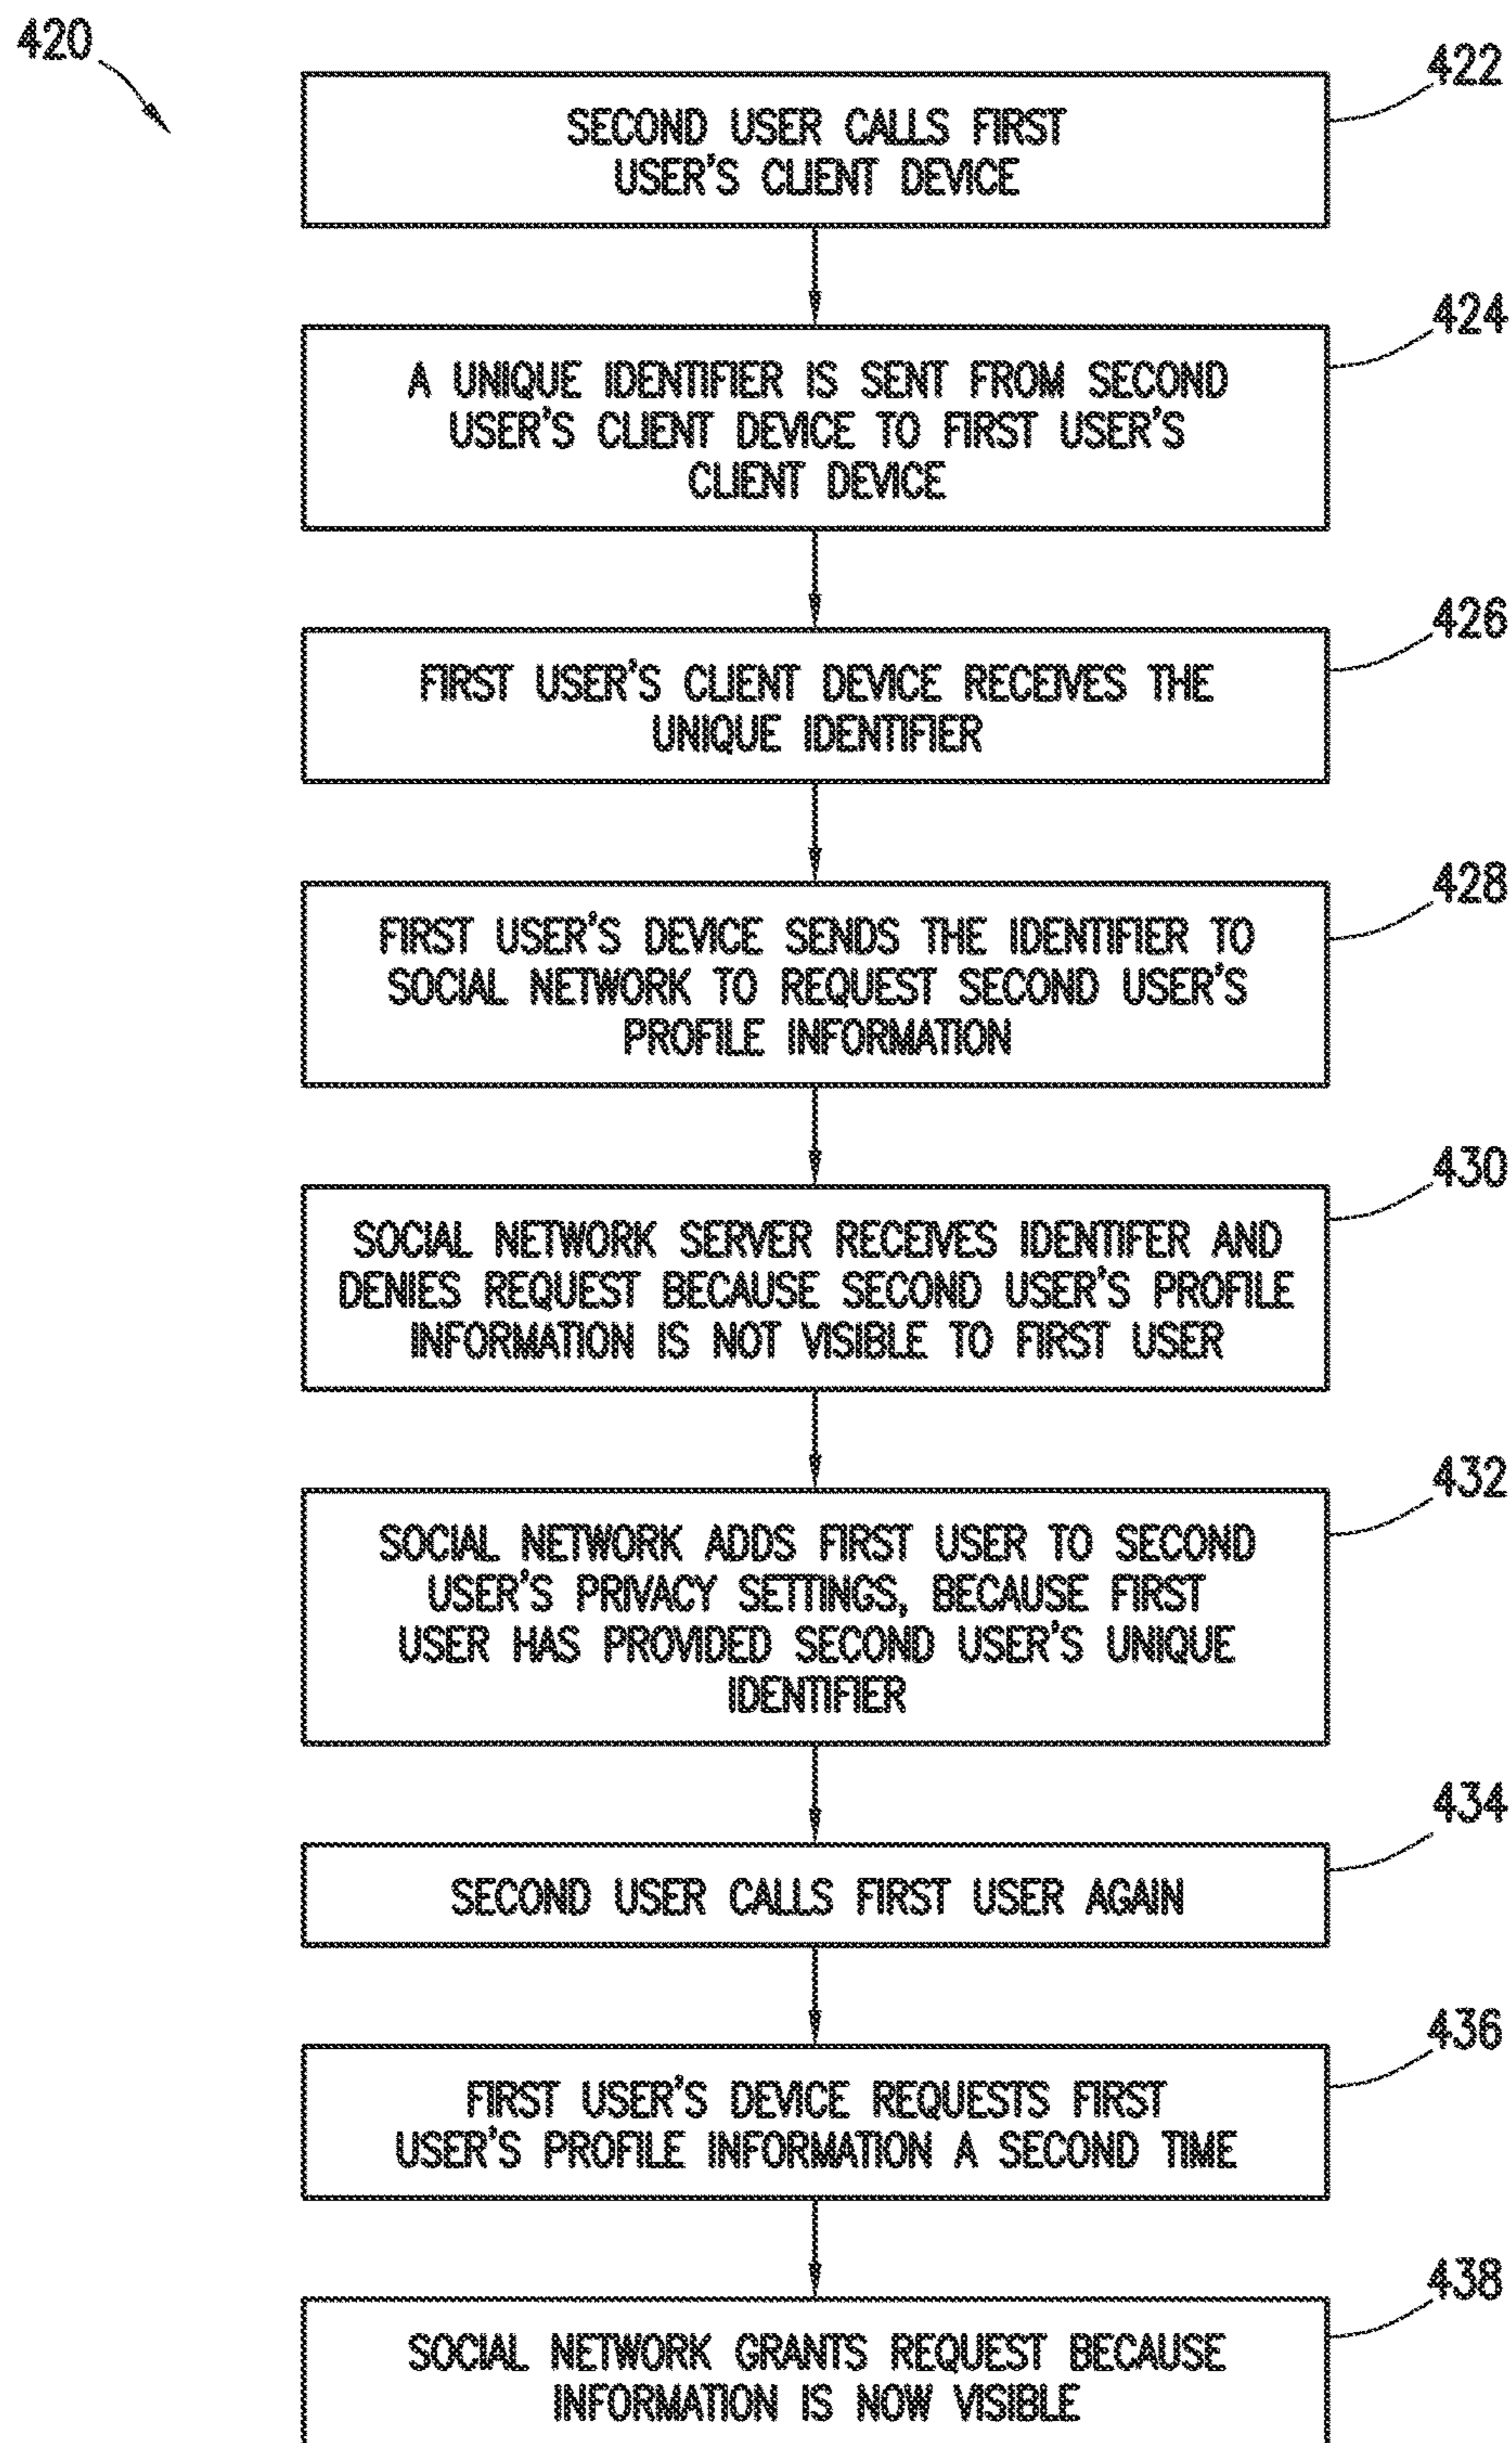 420
422
SECOND USER CALLS FIRST
USER'S CLIENT DEVICE
424
A UNIQUE IDENTIFIER IS SENT FROM SECOND
USER'S CLIENT DEVICE TO FIRST USER'S
CLIENT DEVICE
426
FIRST USER'S CLIENT DEVICE RECEIVES THE
UNIQUE IDENTIFIER
428
FIRST USER'S DEVICE SENDS THE IDENTIFIER TO
SOCIAL NETWORK TO REQUEST SECOND USER'S
PROFILE INFORMATION
430
SOCIAL NETWORK SERVER RECEIVES IDENTIFER AND
DENIES REQUEST BECAUSE SECOND USER'S PROFILE
INFORMATION IS NOT VISIBLE TO FIRST USER
432
SOCIAL NETWORK ADDS FIRST USER TO SECOND
USER'S PRIVACY SETTINGS, BECAUSE FIRST
USER HAS PROVIDED SECOND USER'S UNIQUE
IDENTIFIER
434
SECOND USER CALLS FIRST USER AGAIN
436
FIRST USER'S DEVICE REQUESTS FIRST
USER'S PROFILE INFORMATION A SECOND TIME
438
SOCIAL NETWORK GRANTS REQUEST BECAUSE
INFORMATION IS NOW VISIBLE